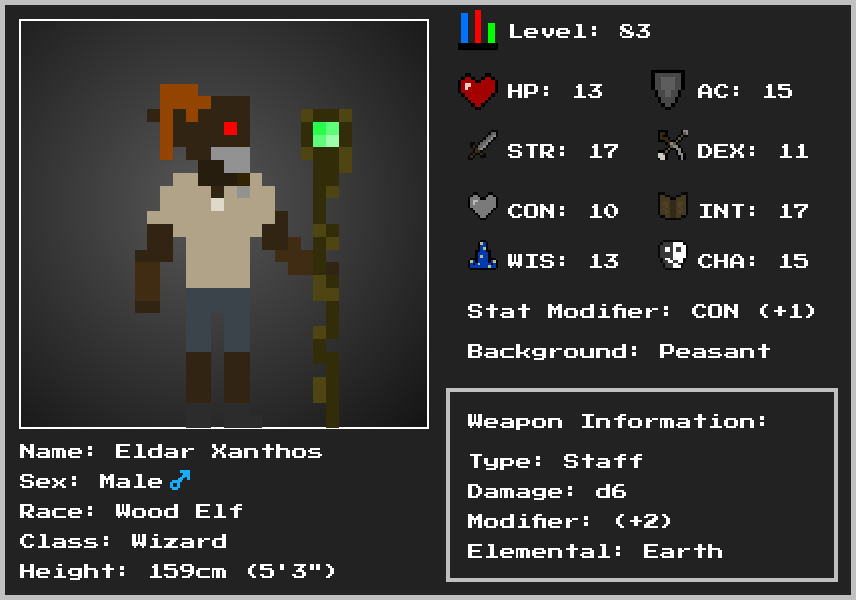 Level: 83
HP: 13
AC: 15
STR: 17
DEX: 11
CON: 10
INT: 17
WIS: 13
CHA: 15
Stat Modifier: CON (+1)
Background: Peasant
Weapon Information:
Type: Staff
Damage: d6
Modifier: (+2)
Elemental: Earth
Name: Eldar Xanthos
Sex: Male♂
Race: Wood Elf
Class: Wizard
Height: 159cm (5'3")